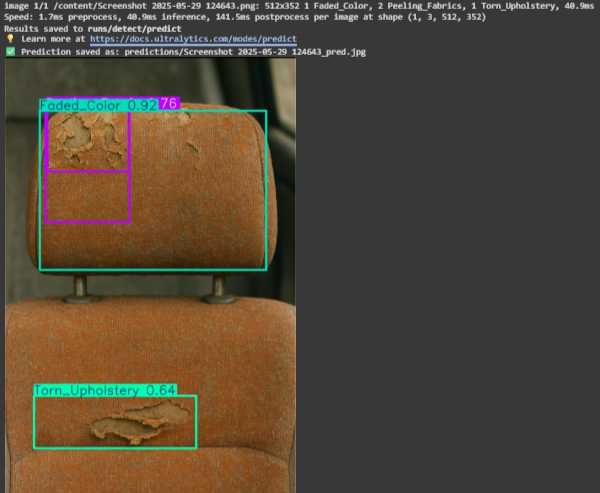 image 1/1 /content/Screenshot 2025-05-29 124643.png: 512x352 1 Faded_Color, 2 Peeling_Fabrics, 1 Torn_Upholstery, 40.9ms
Speed: 1.7ms preprocess, 40.9ms inference, 141.5ms postprocess per image at shape (1, 3, 512, 352)
Results saved to runs/detect/predict
💡 Learn more at https://docs.ultralytics.com/modes/predict
✅ Prediction saved as: predictions/Screenshot 2025-05-29 124643_pred.jpg
Faded_Color 0.92 76
Torn_Upholstery 0.64